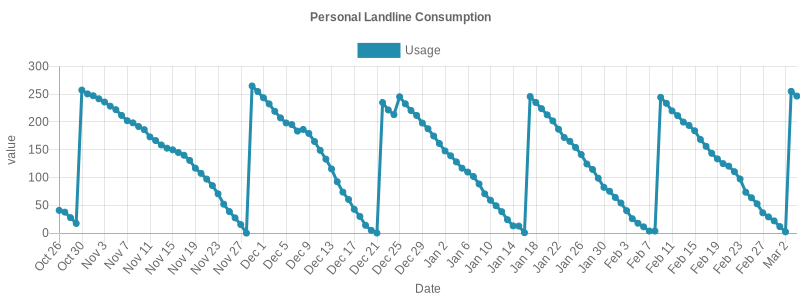 Personal Landline Consumption
Usage
300
250
200
150
100
50
0
value
Oct 26
Oct 30
Nov 3
Nov 7
Nov 11
Nov 15
Nov 19
Nov 23
Nov 27
Dec 1
Dec 5
Dec 9
Dec 13
Dec 17
Dec 21
Dec 25
Dec 29
Jan 2
Jan 6
Jan 10
Jan 14
Jan 18
Jan 22
Jan 26
Jan 30
Feb 3
Feb 7
Feb 11
Feb 15
Feb 19
Feb 23
Feb 27
Mar 2
Date